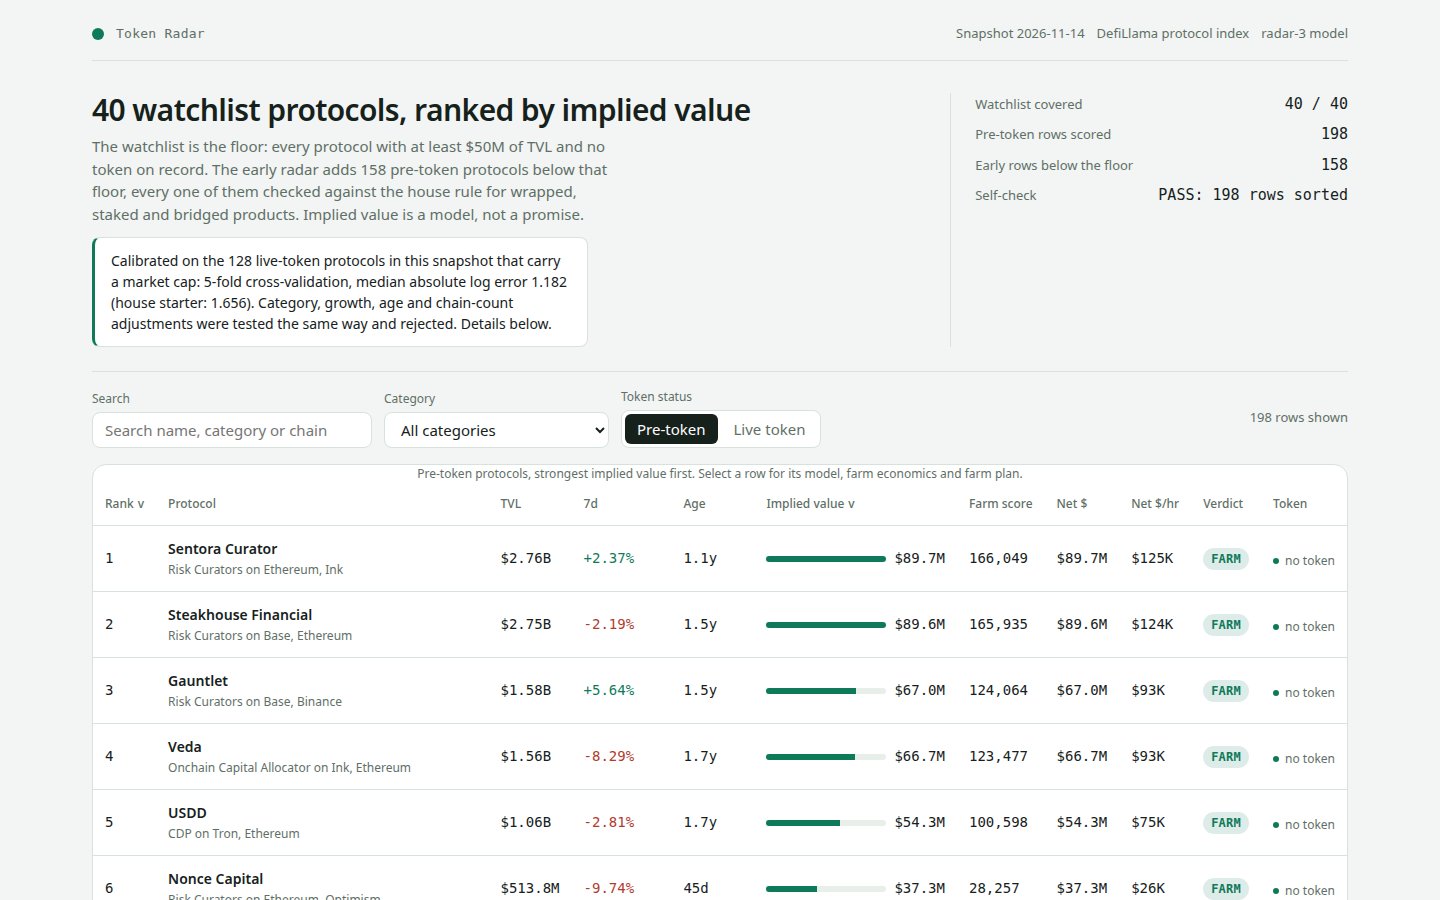 Token Radar
Snapshot 2026-11-14 DefiLlama protocol index radar-3 model
40 watchlist protocols, ranked by implied value
The watchlist is the floor: every protocol with at least $50M of TVL and no
token on record. The early radar adds 158 pre-token protocols below that
floor, every one of them checked against the house rule for wrapped,
staked and bridged products. Implied value is a model, not a promise.
Calibrated on the 128 live-token protocols in this snapshot that carry
a market cap: 5-fold cross-validation, median absolute log error 1.182
(house starter: 1.656). Category, growth, age and chain-count
adjustments were tested the same way and rejected. Details below.
Watchlist covered 40 / 40
Pre-token rows scored 198
Early rows below the floor 158
Self-check PASS: 198 rows sorted
Search
Search name, category or chain
Category
All categories
Token status
Pre-token Live token
198 rows shown
Pre-token protocols, strongest implied value first. Select a row for its model, farm economics and farm plan.
Rank v Protocol TVL 7d Age Implied value v Farm score Net $ Net $/hr Verdict Token
1 Sentora Curator $2.76B +2.37% 1.1y $89.7M 166,049 $89.7M $125K FARM no token
Risk Curators on Ethereum, Ink
2 Steakhouse Financial $2.75B -2.19% 1.5y $89.6M 165,935 $89.6M $124K FARM no token
Risk Curators on Base, Ethereum
3 Gauntlet $1.58B +5.64% 1.5y $67.0M 124,064 $67.0M $93K FARM no token
Risk Curators on Base, Binance
4 Veda $1.56B -8.29% 1.7y $66.7M 123,477 $66.7M $93K FARM no token
Onchain Capital Allocator on Ink, Ethereum
5 USDD $1.06B -2.81% 1.7y $54.3M 100,598 $54.3M $75K FARM no token
CDP on Tron, Ethereum
6 Nonce Capital $513.8M -9.74% 45d $37.3M 28,257 $37.3M $26K FARM no token
Risk Curators on Ethereum, Optimism